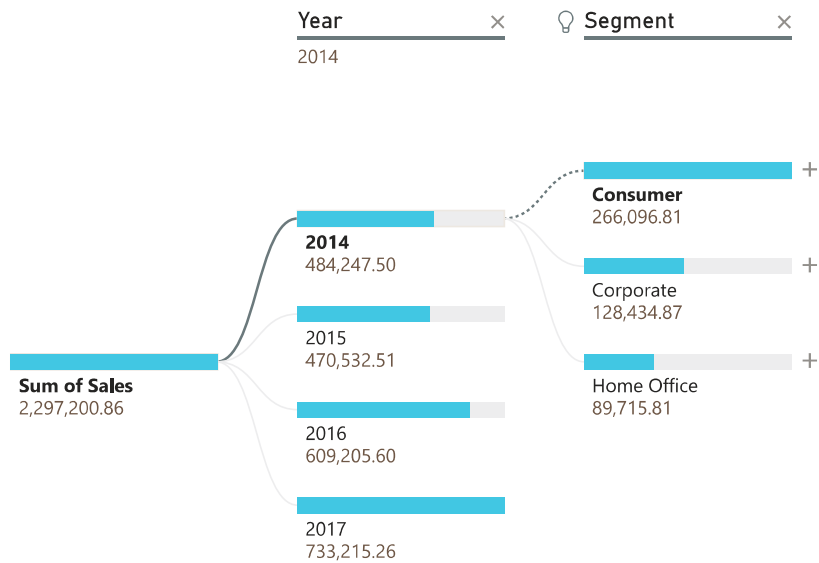 Year
Segment
2014
Consumer
266,096.81
2014
484,247.50
Corporate
128,434.87
2015
470,532.51
Sum of Sales
2,297,200.86
Home Office
89,715.81
2016
609,205.60
2017
733,215.26